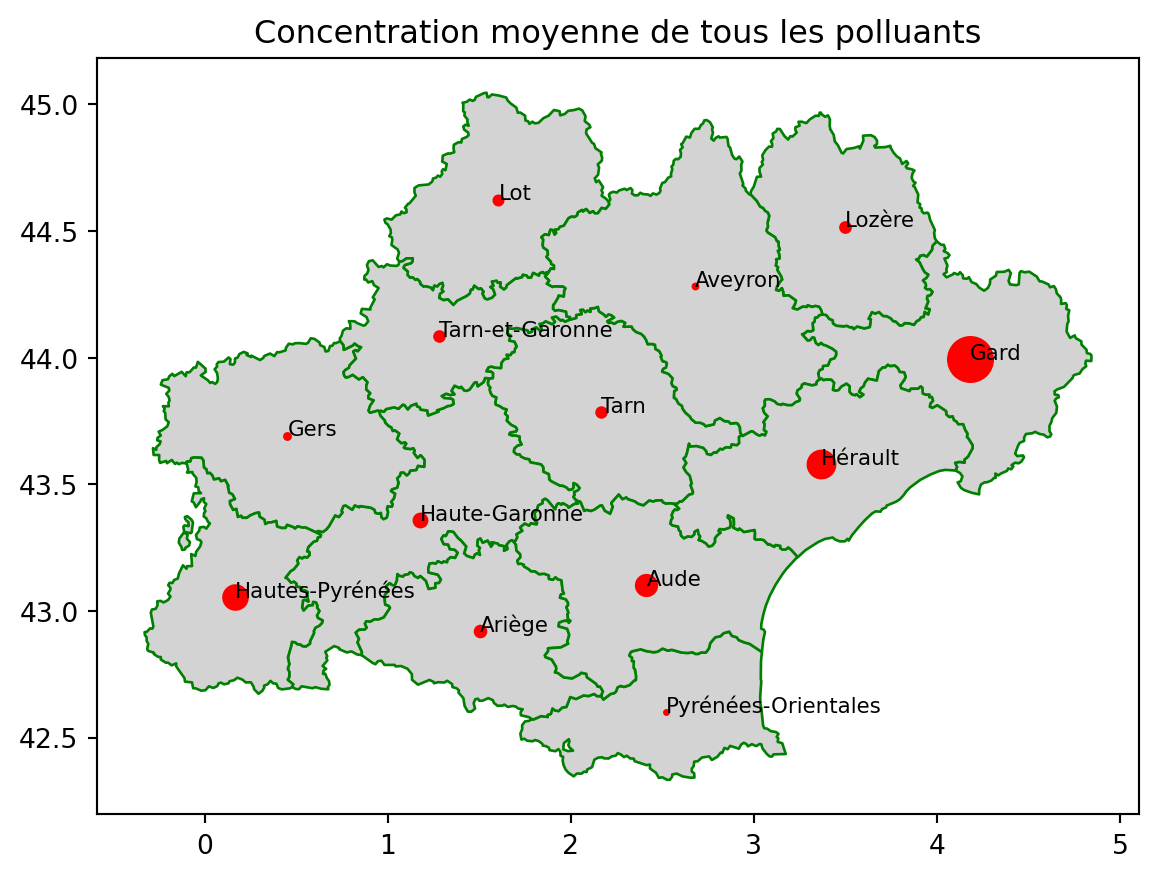 Concentration moyenne de tous les polluants
45.0
44.5
44.0
43.5
43.0
42.5
Lot
Lozère
Aveyron
Tarn-et-Garonne
Gard
Tarn
Gers
Hérault
Haute-Garonne
Aude
Hautes-Pyrénées
Ariège
Pyrénées-Orientales
0
1
2
3
4
5